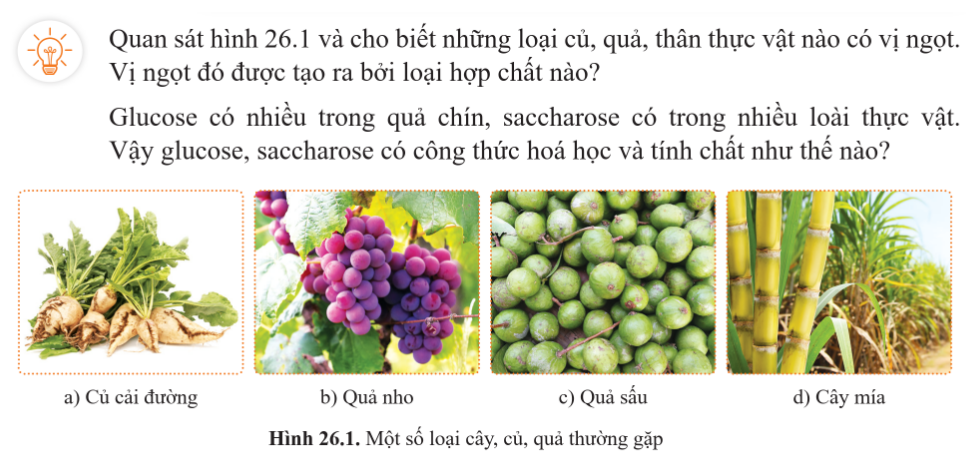 Quan sát hình 26.1 và cho biết những loại củ, quả, thân thực vật nào có vị ngọt.
Vị ngọt đó được tạo ra bởi loại hợp chất nào?
Glucose có nhiều trong quả chín, saccharose có trong nhiều loài thực vật.
Vậy glucose, saccharose có công thức hoá học và tính chất như thế nào?
a) Củ cải đường
b) Quả nho
c) Quả sấu
d) Cây mía
Hình 26.1. Một số loại cây, củ, quả thường gặp